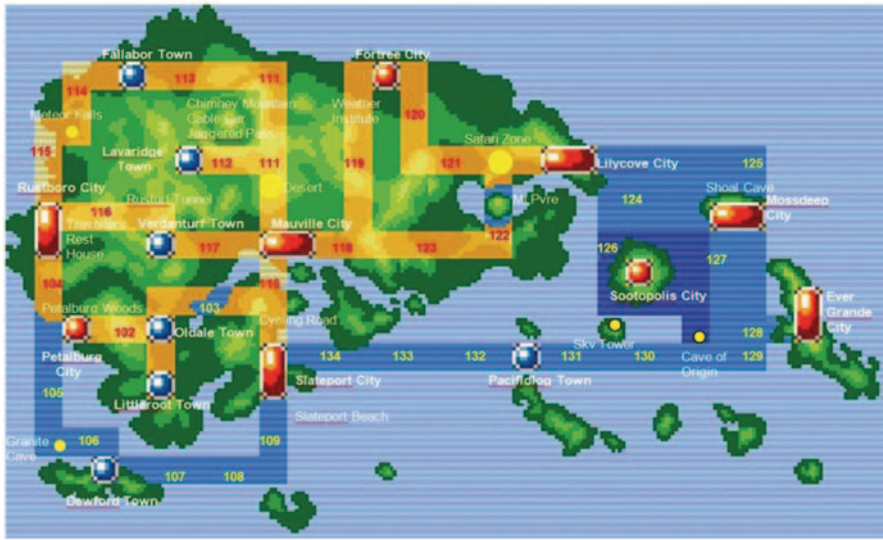 Fallabor Town
Fortree City
113
111
114
Chimney Mountain
Cable Car
Jaggered Pass
Weather
Institute
120
Meteor Falls
115
Lavaridge
Town
112
111
119
Safari Zone
121
Lilycove City
125
Rustboro City
Rusturf Tunnel
Desert
Mt. Pyre
124
Shoal Cave
Mossdeep
City
116
Travellers
Rest
House
Verdanturf Town
Mauville City
117
118
123
122
126
127
104
110
Sootopolis City
Petalburg Woods
103
Cycling Road
Ever
Grande
City
102
Oldale Town
Sky Tower
128
Petalburg
City
134
133
132
131
130
129
Cave of
Origin
Slateport City
Pacifidlog Town
105
Littleroot Town
Slateport Beach
Granite
Cave
106
109
107
108
Dewford Town